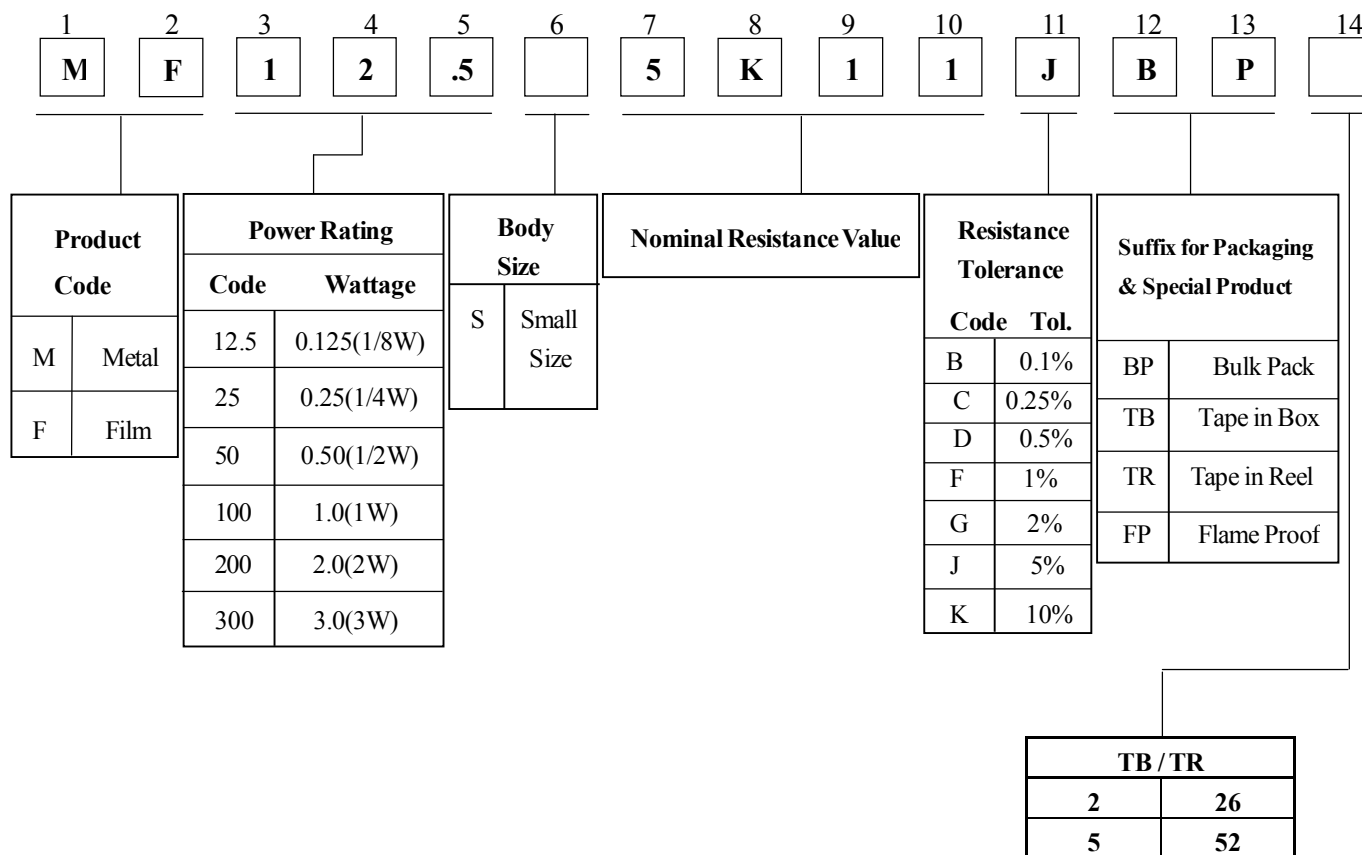 1 2 3 4 5 6 7 8 9 10 11 12 13 14
M F 1 2 .5 5 K 1 1 J B P
Product
Code
M Metal
F Film
Power Rating
Code Wattage
12.5 0.125(1/8W)
25 0.25(1/4W)
50 0.50(1/2W)
100 1.0(1W)
200 2.0(2W)
300 3.0(3W)
Body
Size
S Small
Size
Nominal Resistance Value
Resistance
Tolerance
Code Tol.
B 0.1%
C 0.25%
D 0.5%
F 1%
G 2%
J 5%
K 10%
Suffix for Packaging
& Special Product
BP Bulk Pack
TB Tape in Box
TR Tape in Reel
FP Flame Proof
TB / TR
2 26
5 52